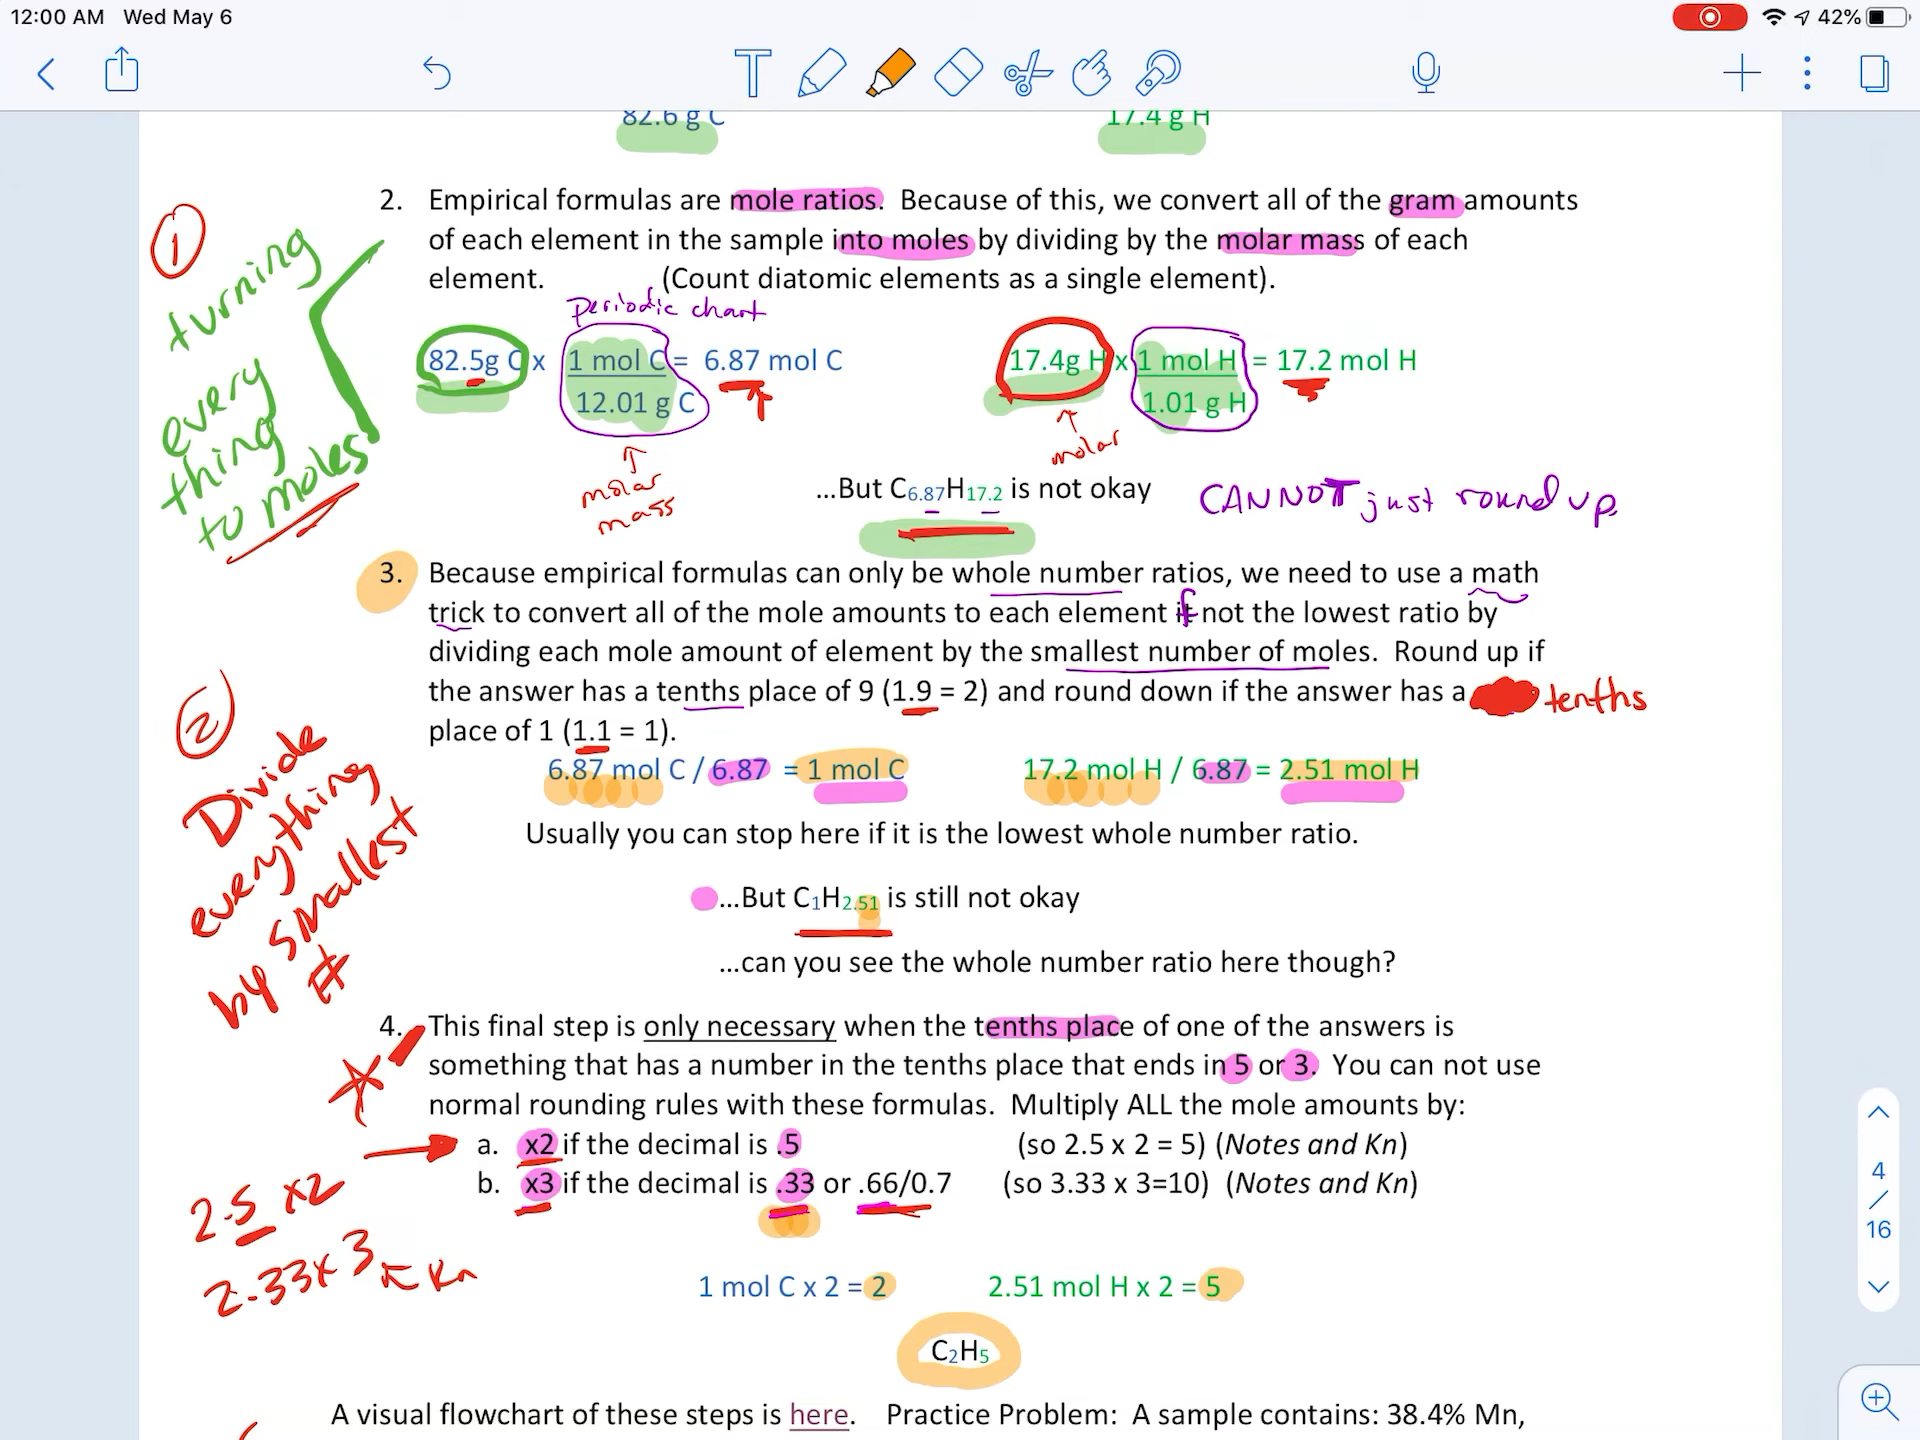 12:00 AM Wed May 6
42%
82.6 g C 17.4 g H
2. Empirical formulas are mole ratios. Because of this, we convert all of the gram amounts
of each element in the sample into moles by dividing by the molar mass of each
element. (Count diatomic elements as a single element).
1
turning
every
thing
to moles
periodic chart
82.5g C x 1 mol C = 6.87 mol C 17.4g H x 1 mol H = 17.2 mol H
12.01 g C 1.01 g H
molar
mass
molar
...But C6.87H17.2 is not okay CANNOT just round up.
3. Because empirical formulas can only be whole number ratios, we need to use a math
trick to convert all of the mole amounts to each element if not the lowest ratio by
dividing each mole amount of element by the smallest number of moles. Round up if
the answer has a tenths place of 9 (1.9 = 2) and round down if the answer has a tenths
place of 1 (1.1 = 1).
2
Divide
everything
by smallest
#
6.87 mol C / 6.87 = 1 mol C 17.2 mol H / 6.87 = 2.51 mol H
Usually you can stop here if it is the lowest whole number ratio.
...But C1H2.51 is still not okay
...can you see the whole number ratio here though?
4. This final step is only necessary when the tenths place of one of the answers is
something that has a number in the tenths place that ends in 5 or 3. You can not use
normal rounding rules with these formulas. Multiply ALL the mole amounts by:
a. x2 if the decimal is .5 (so 2.5 x 2 = 5) (Notes and Kn)
b. x3 if the decimal is .33 or .66/0.7 (so 3.33 x 3=10) (Notes and Kn)
2.5 x2
2.33x3 Kn
1 mol C x 2 = 2 2.51 mol H x 2 = 5
C2H5
A visual flowchart of these steps is here. Practice Problem: A sample contains: 38.4% Mn,
4
/
16